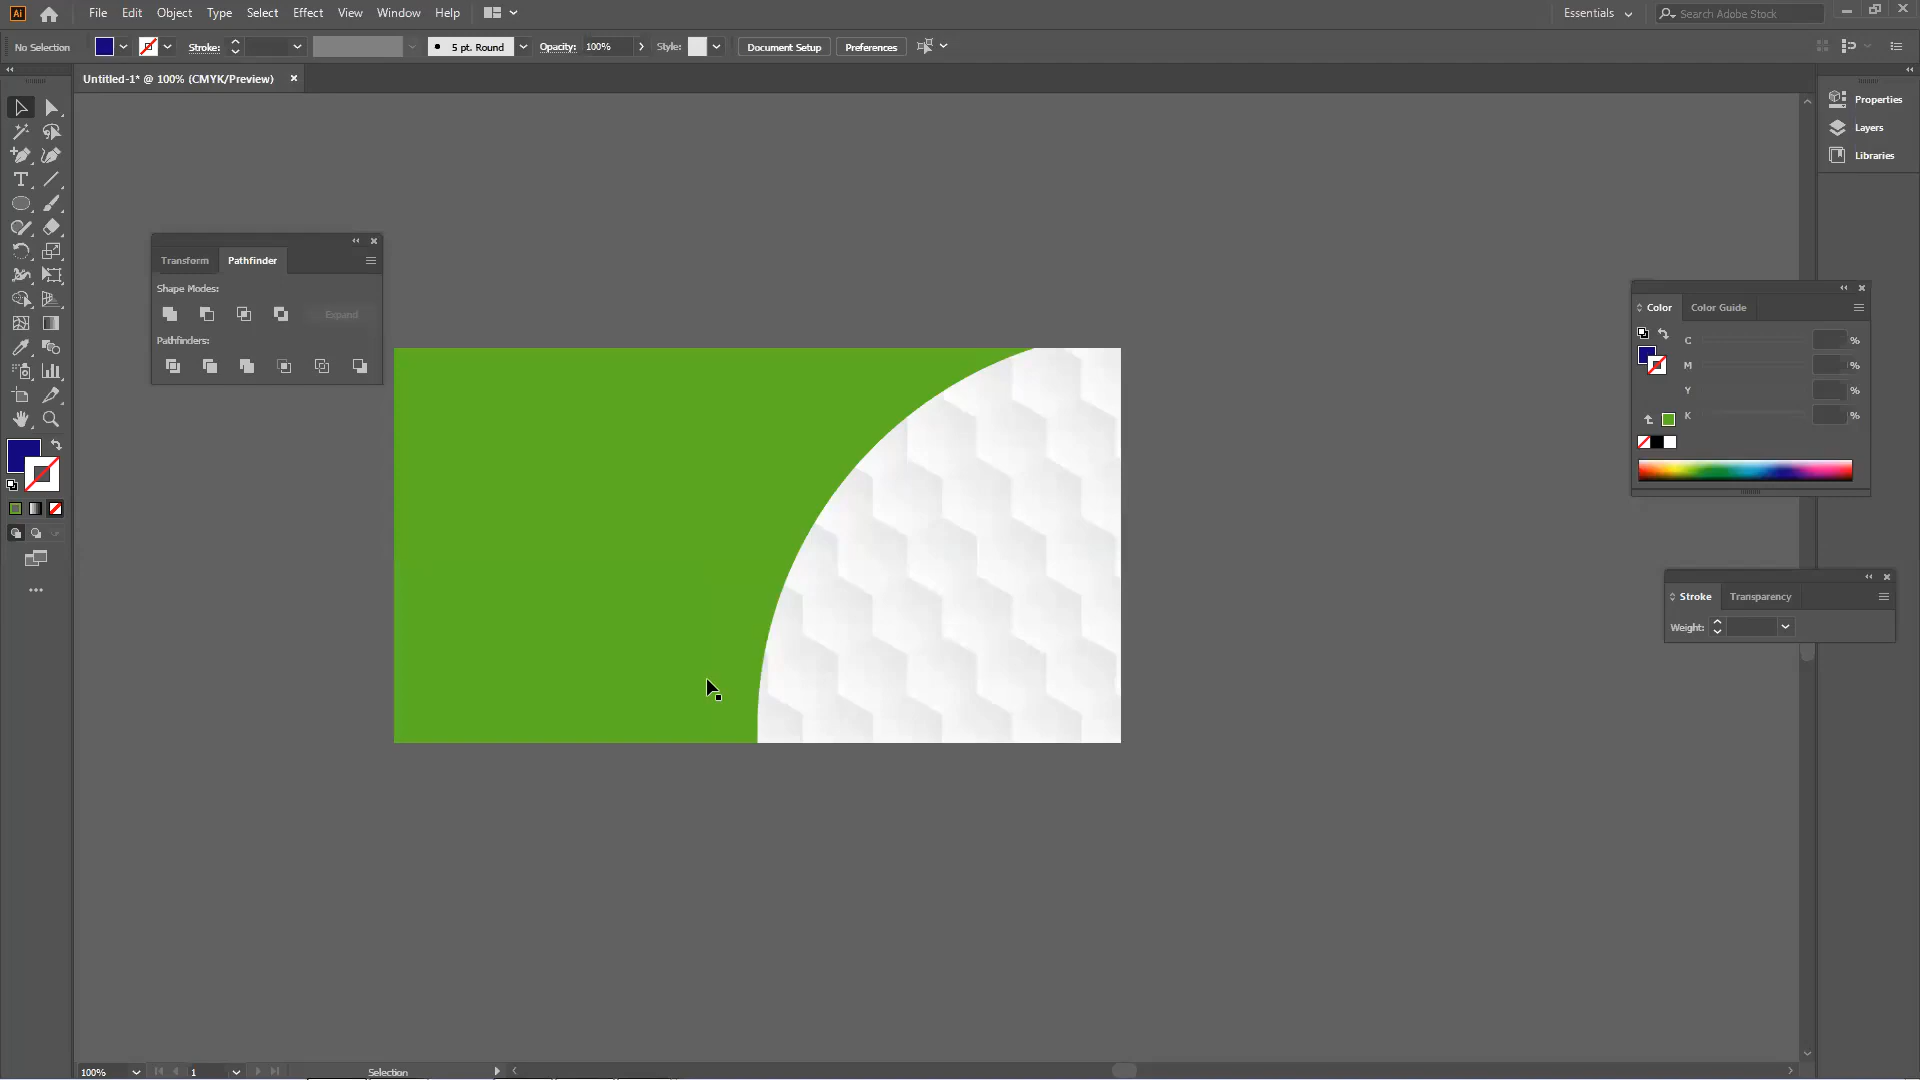 Ai File Edit Object Type Select Effect View Window Help Essentials Search Adobe Stock
No Selection Stroke: 5 pt. Round Opacity: 100% Style: Document Setup Preferences
Untitled-1* @ 100% (CMYK/Preview)
Properties
Layers
Libraries
Transform Pathfinder
Shape Modes:
Expand
Pathfinders:
Color Color Guide
C %
M %
Y %
K %
Stroke Transparency
Weight:
100% 1 Selection